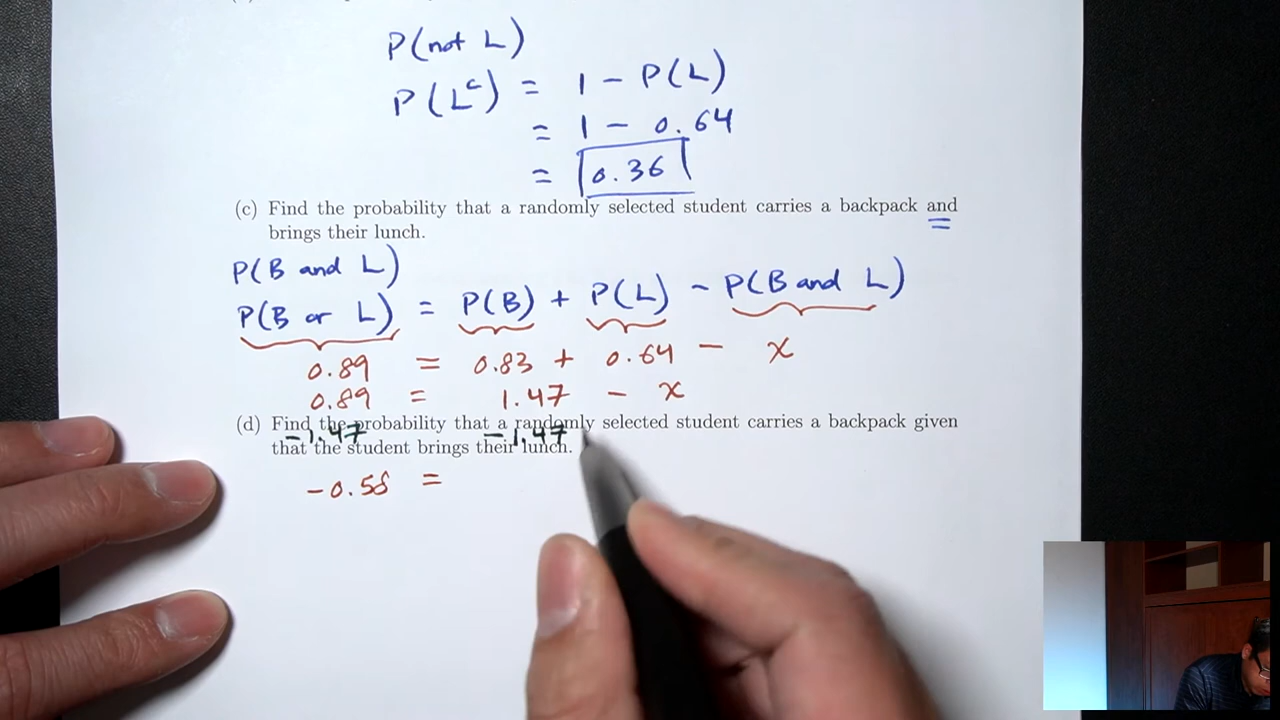 P(not L)
P(Lᶜ) = 1 - P(L)
= 1 - 0.64
= 0.36
(c) Find the probability that a randomly selected student carries a backpack and
brings their lunch.
P(B and L)
P(B or L) = P(B) + P(L) - P(B and L)
0.89 = 0.83 + 0.64 - x
0.89 = 1.47 - x
(d) Find the probability that a randomly selected student carries a backpack given
-1.47 -1.47
that the student brings their lunch.
-0.58 =